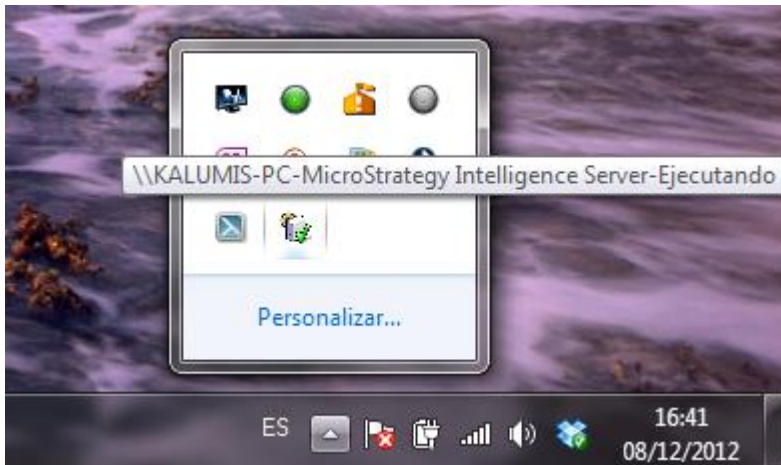 \\KALUMIS-PC-MicroStrategy Intelligence Server-Ejecutando
Personalizar...
ES
16:41
08/12/2012